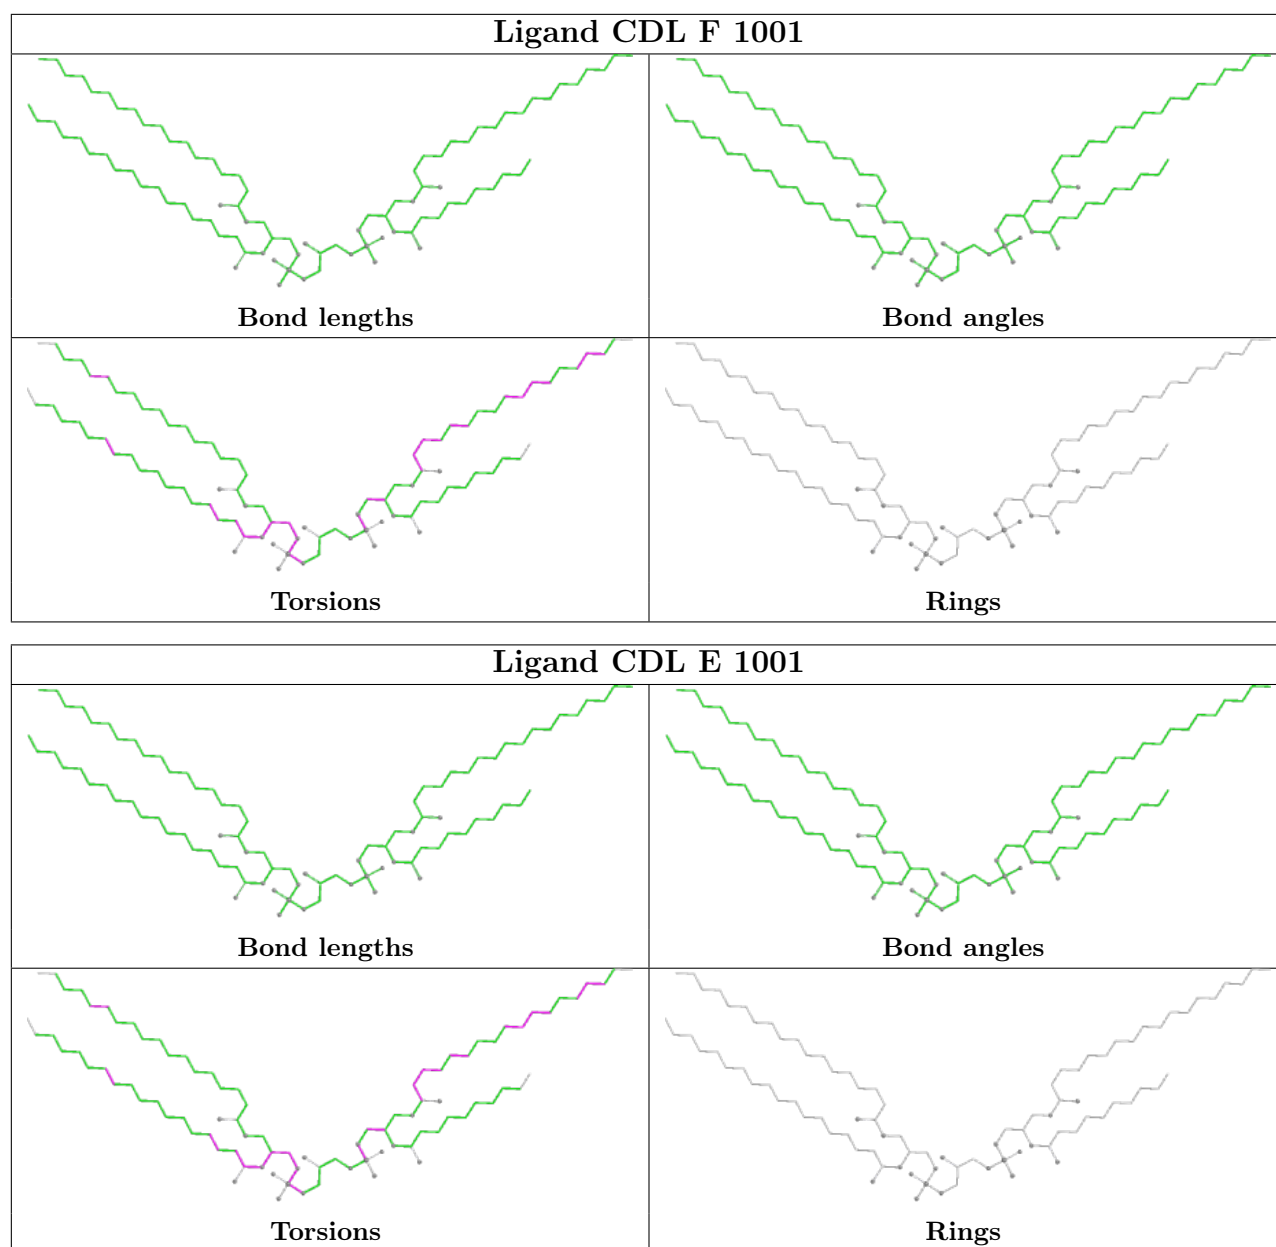 Ligand CDL F 1001
Bond lengths
Bond angles
Torsions
Rings
Ligand CDL E 1001
Bond lengths
Bond angles
Torsions
Rings